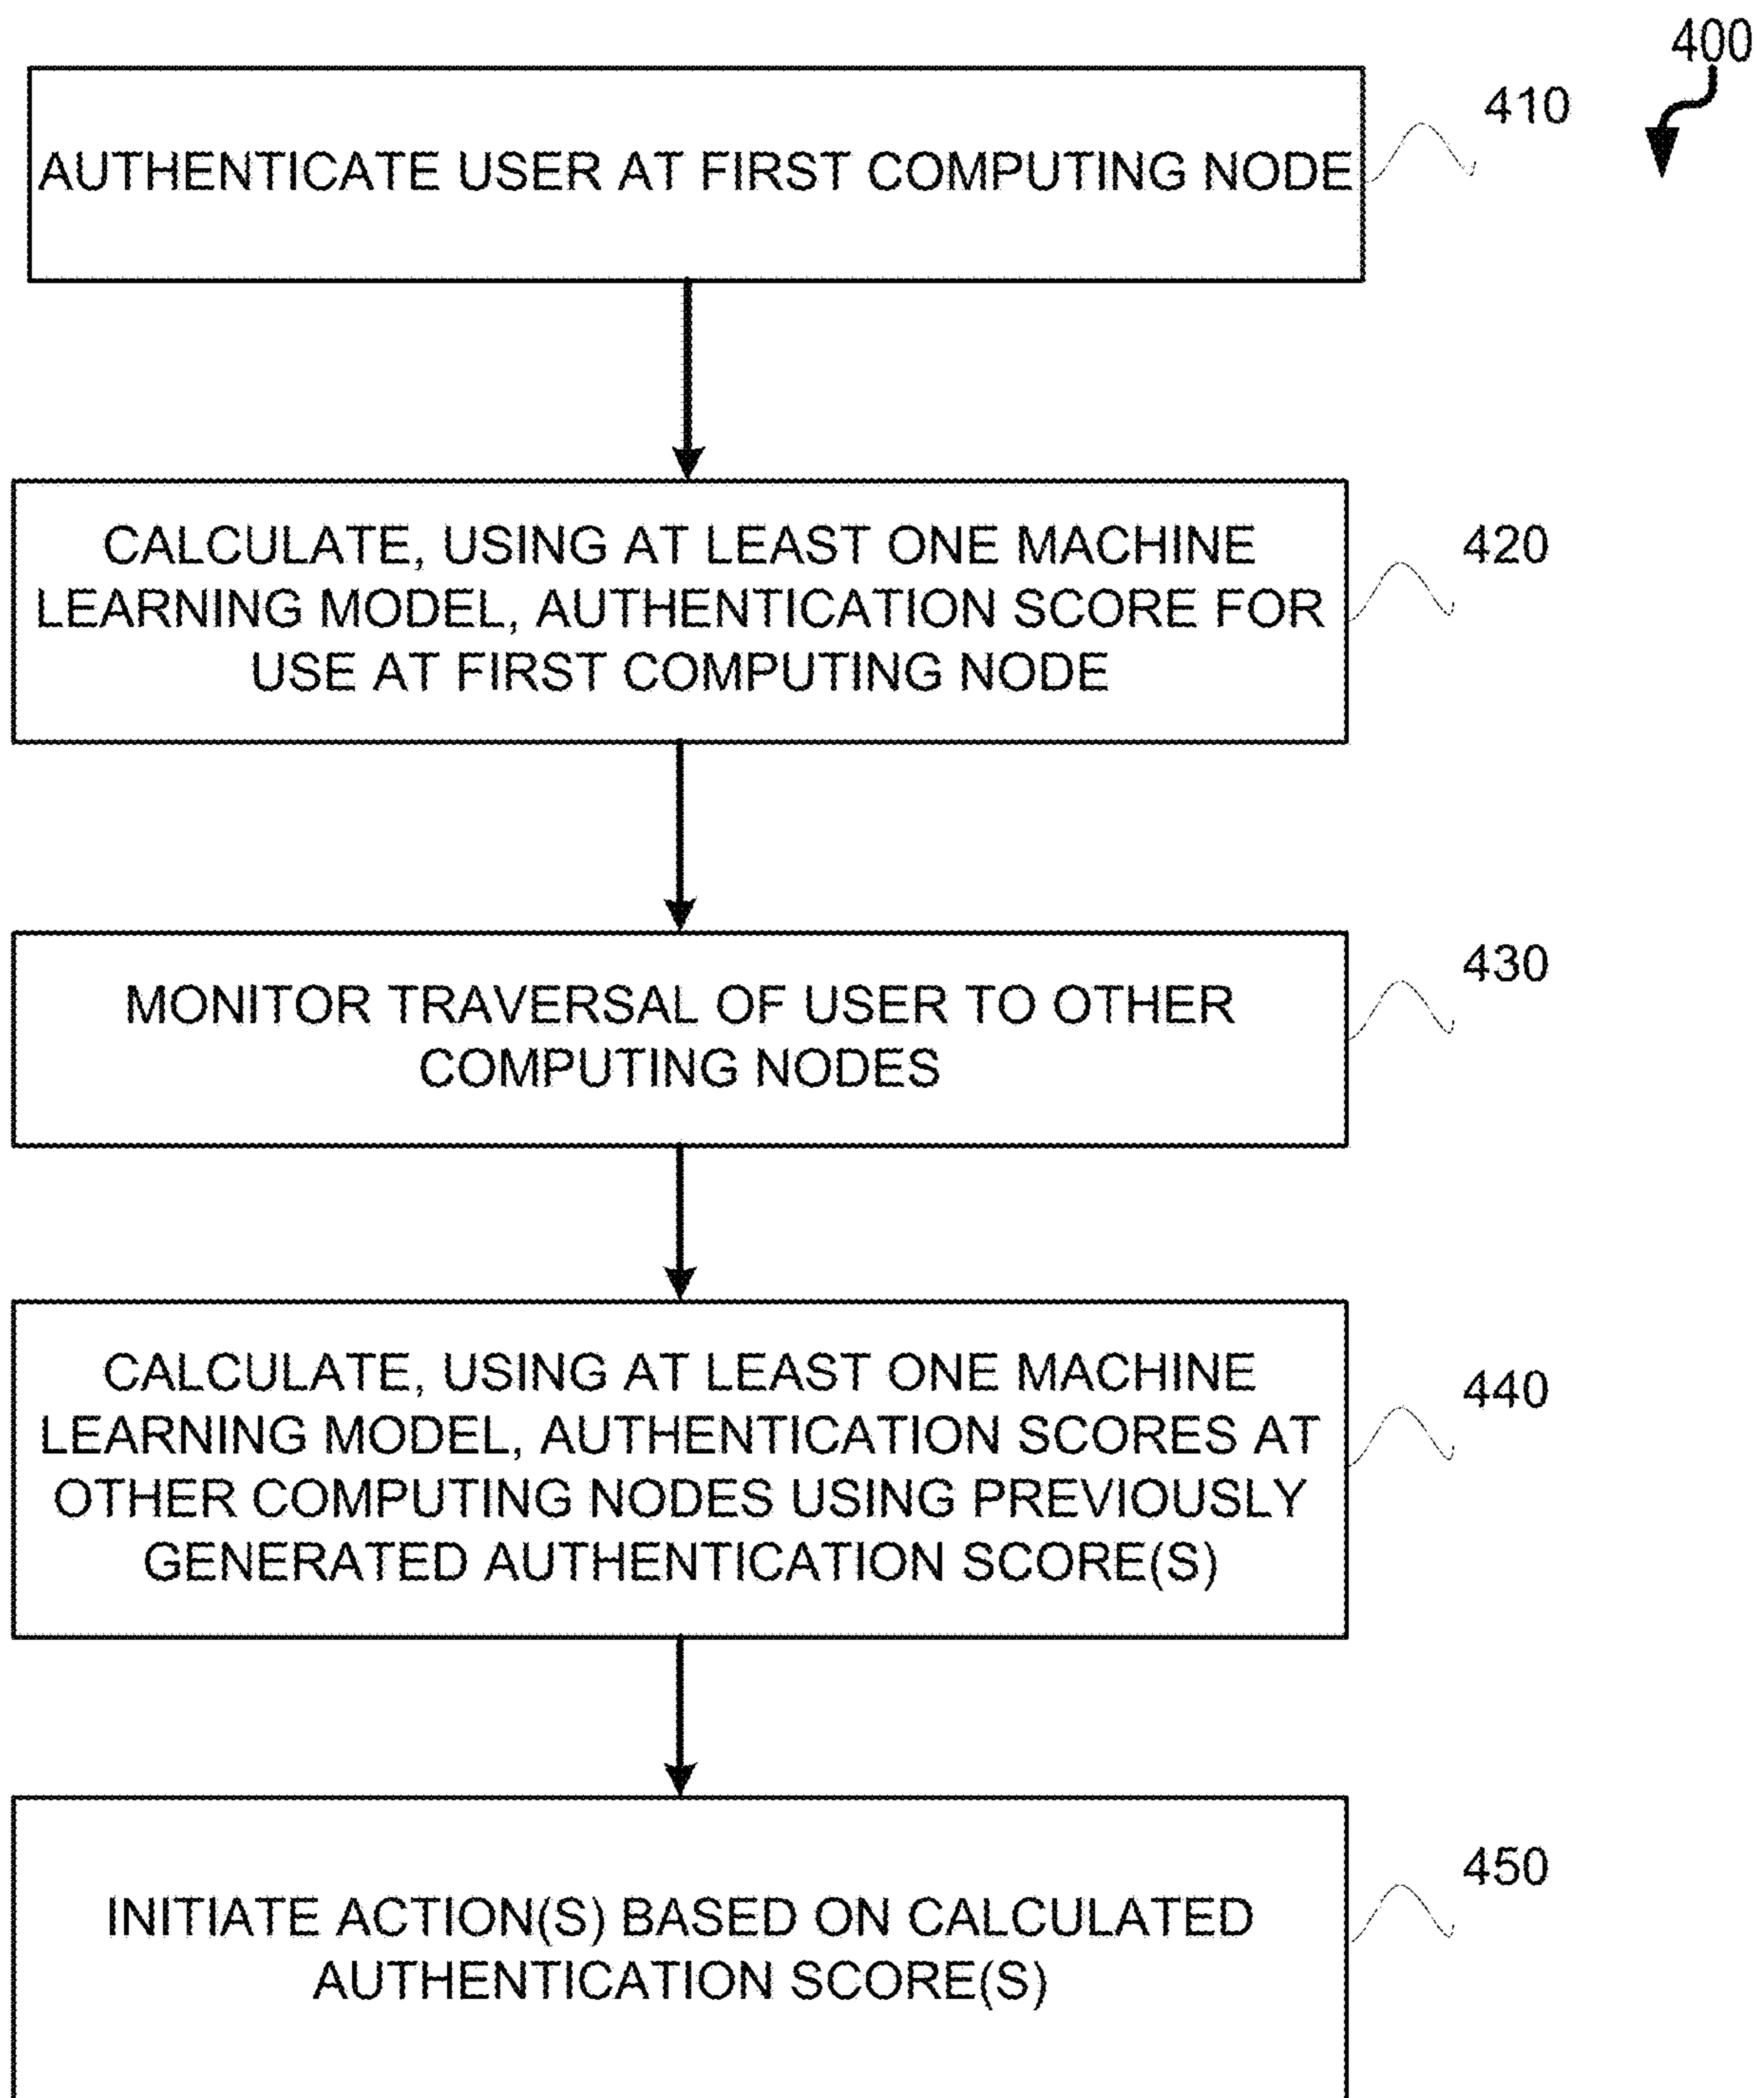 400
410
AUTHENTICATE USER AT FIRST COMPUTING NODE
420
CALCULATE, USING AT LEAST ONE MACHINE
LEARNING MODEL, AUTHENTICATION SCORE FOR
USE AT FIRST COMPUTING NODE
430
MONITOR TRAVERSAL OF USER TO OTHER
COMPUTING NODES
440
CALCULATE, USING AT LEAST ONE MACHINE
LEARNING MODEL, AUTHENTICATION SCORES AT
OTHER COMPUTING NODES USING PREVIOUSLY
GENERATED AUTHENTICATION SCORE(S)
450
INITIATE ACTION(S) BASED ON CALCULATED
AUTHENTICATION SCORE(S)